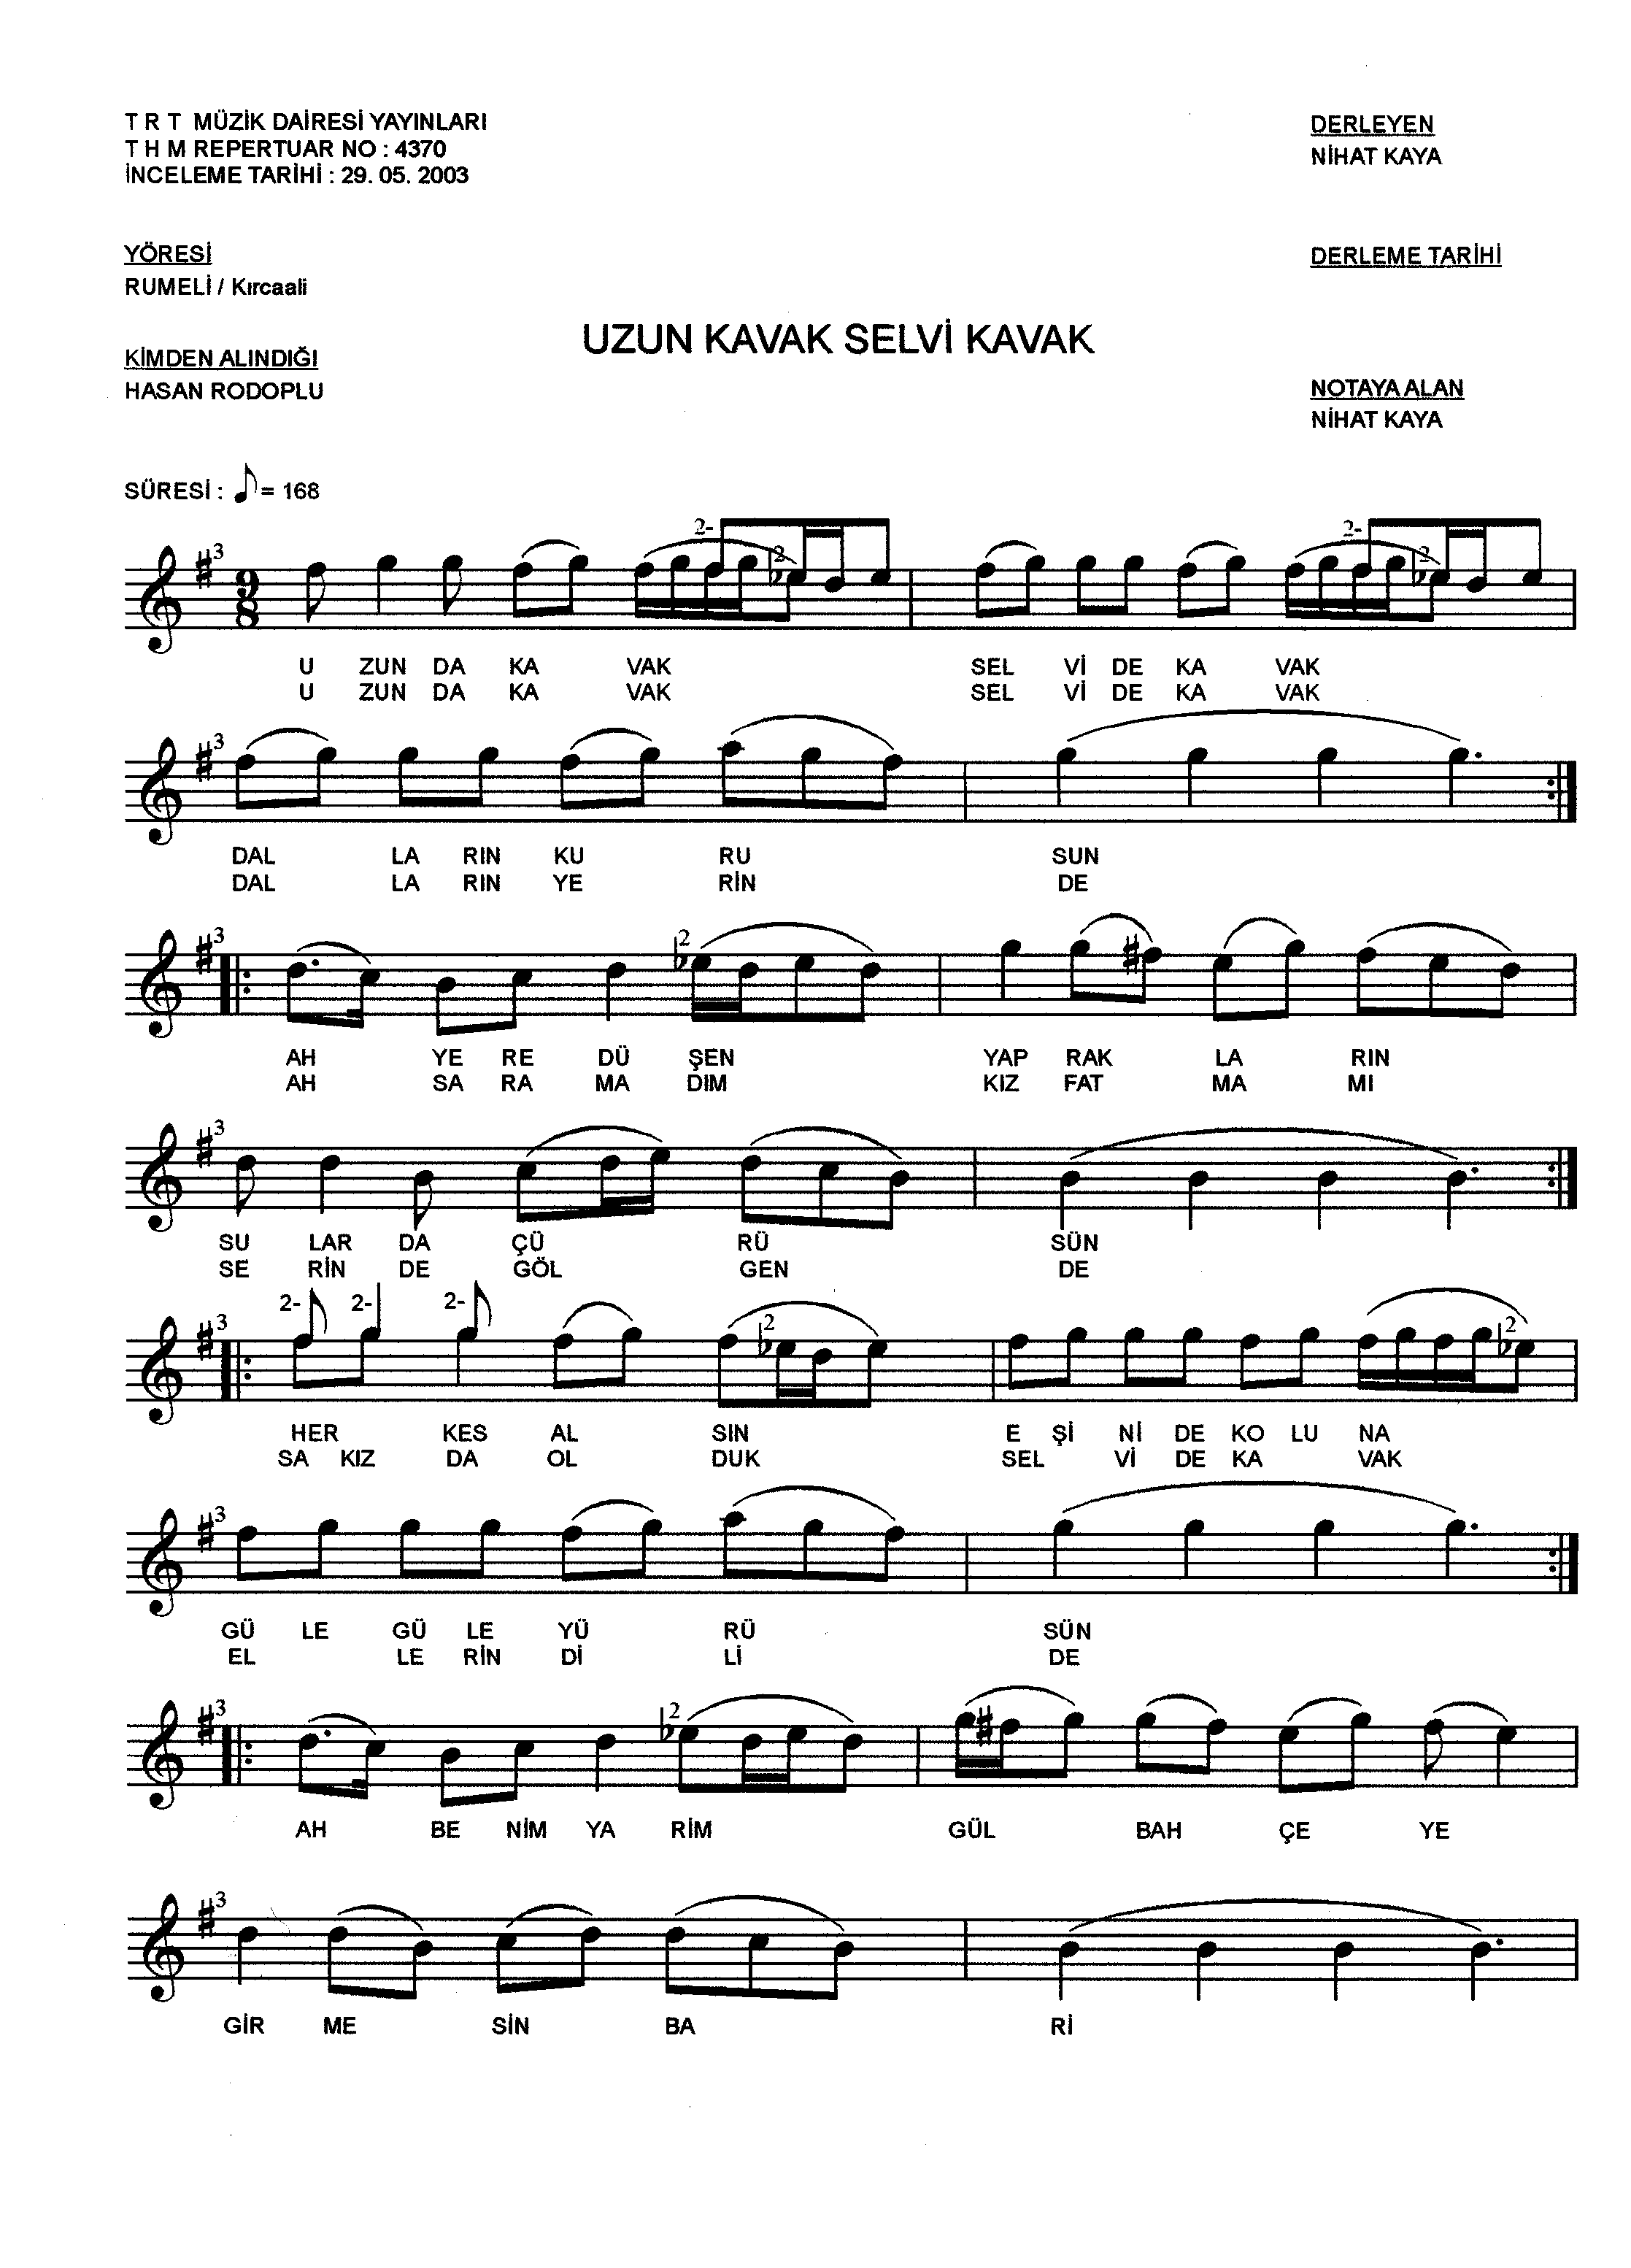 T R T MÜZİK DAİRESİ YAYINLARI
T H M REPERTUAR NO : 4370
İNCELEME TARİHİ : 29. 05. 2003
DERLEYEN
NİHAT KAYA
YÖRESİ
RUMELİ / Kırcaali
DERLEME TARİHİ
UZUN KAVAK SELVİ KAVAK
KİMDEN ALINDIĞI
HASAN RODOPLU
NOTAYA ALAN
NİHAT KAYA
SÜRESİ : ♪ = 168
3 9/8 2- 2 2- 2
U ZUN DA KA VAK SEL Vİ DE KA VAK
U ZUN DA KA VAK SEL Vİ DE KA VAK
3
DAL LA RIN KU RU SUN
DAL LA RIN YE RİN DE
3 2
AH YE RE DÜ ŞEN YAP RAK LA RIN
AH SA RA MA DIM KIZ FAT MA MI
3
SU LAR DA ÇÜ RÜ SÜN
SE RİN DE GÖL GEN DE
3 2- 2- 2- 2 2
HER KES AL SIN E Şİ Nİ DE KO LU NA
SA KIZ DA OL DUK SEL Vİ DE KA VAK
3
GÜ LE GÜ LE YÜ RÜ SÜN
EL LE RİN Dİ Lİ DE
3 2
AH BE NİM YA RİM GÜL BAH ÇE YE
3
GİR ME SİN BA Rİ